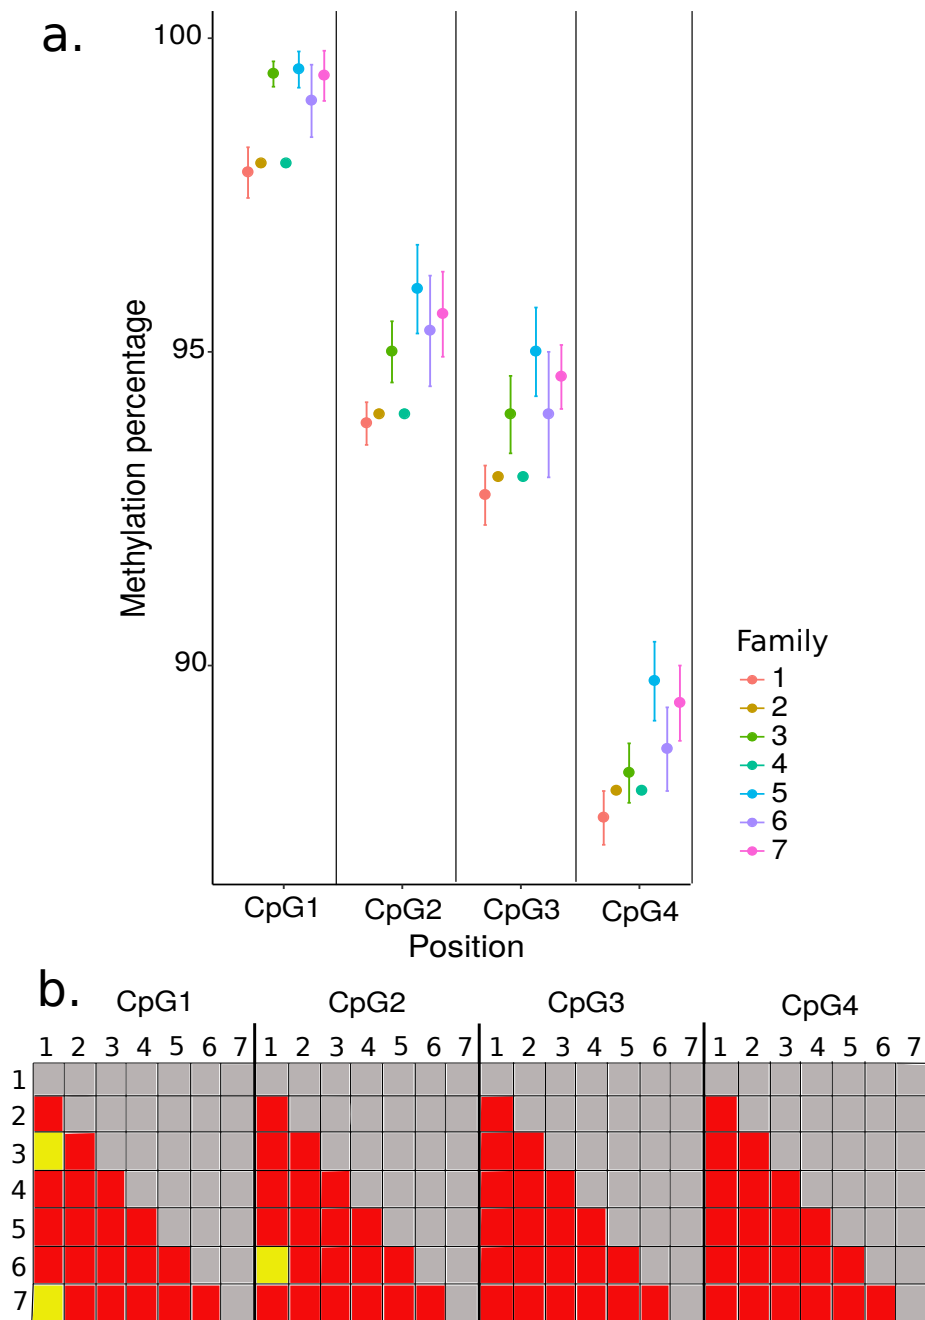 a.
100
95
90
Methylation percentage
CpG1 CpG2 CpG3 CpG4
Position
Family
1
2
3
4
5
6
7
b.
CpG1 CpG2 CpG3 CpG4
1 2 3 4 5 6 7 1 2 3 4 5 6 7 1 2 3 4 5 6 7 1 2 3 4 5 6 7
1
2
3
4
5
6
7